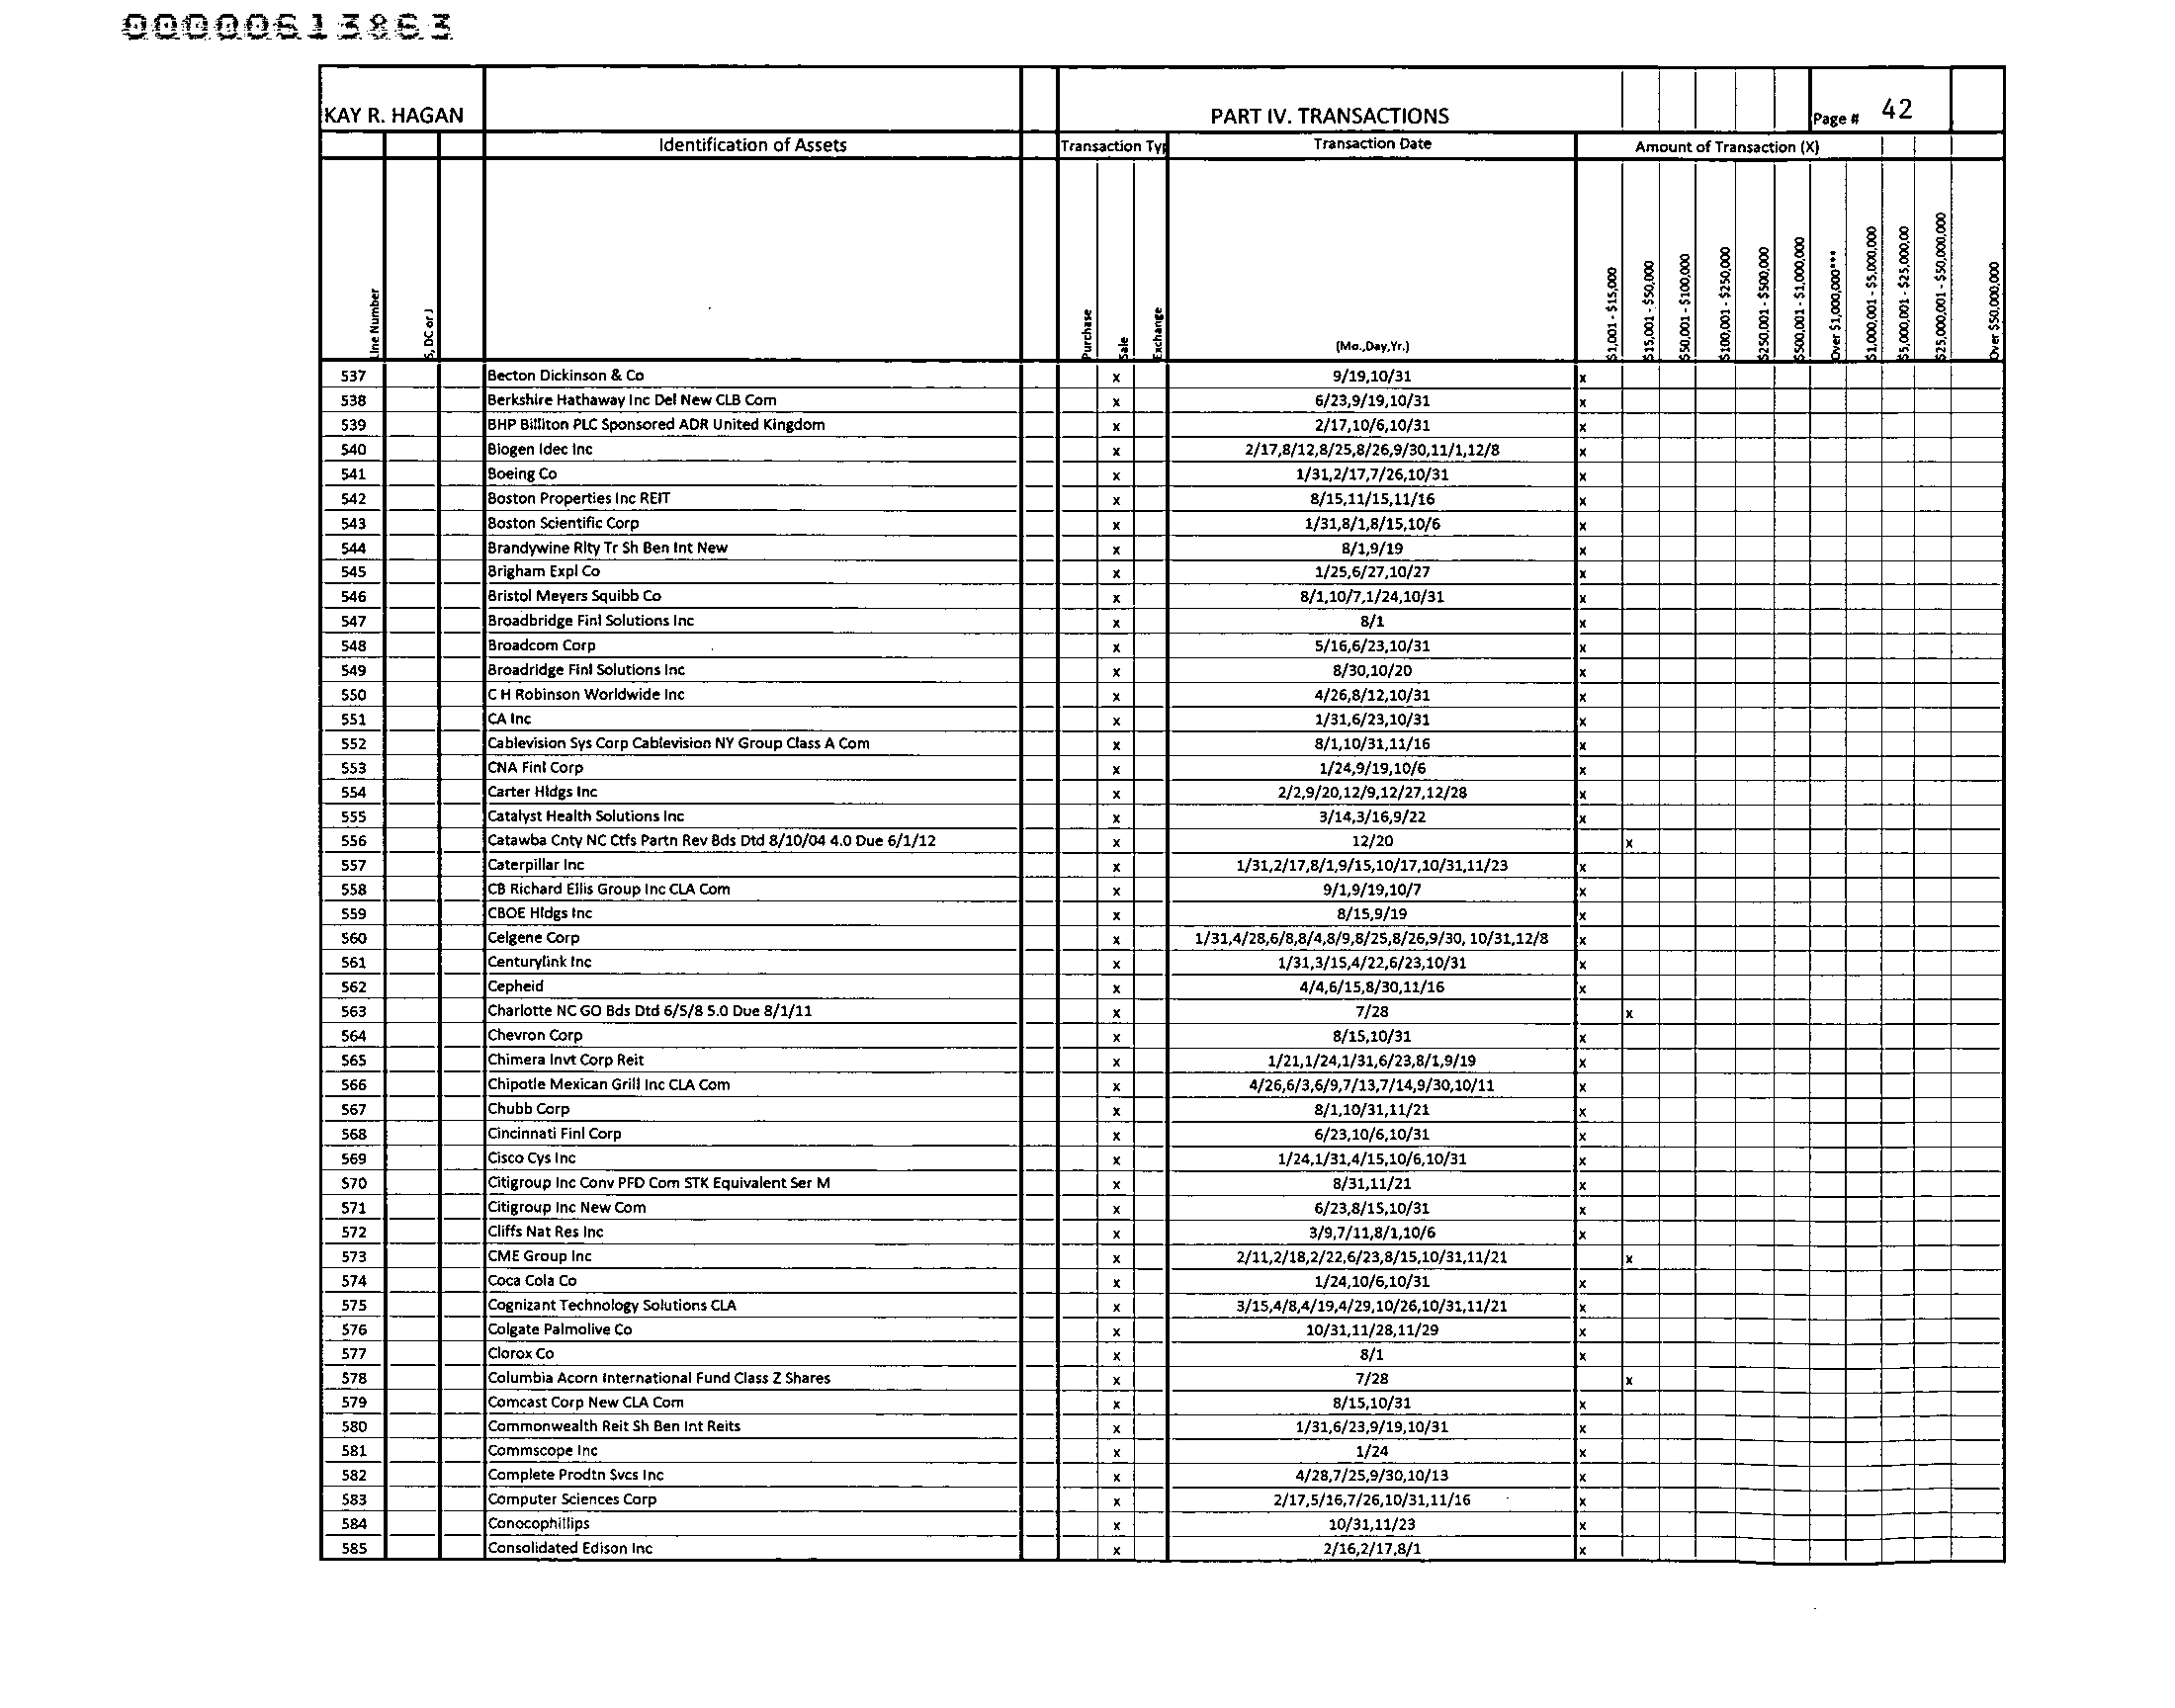 00000613863
KAY R. HAGAN PART IV. TRANSACTIONS Page # 42
Identification of Assets Transaction Typ Transaction Date Amount of Transaction (X)
Line Number S, DC or J Purchase Sale Exchange (Mo.,Day,Yr.) $1,001 - $15,000 $15,001 - $50,000 $50,001 - $100,000 $100,001 - $250,000 $250,001 - $500,000 $500,001 - $1,000,000 Over $1,000,000*** $1,000,001 - $5,000,000 $5,000,001 - $25,000,00 $25,000,001 - $50,000,000 Over $50,000,000
537 Becton Dickinson & Co x 9/19,10/31 x
538 Berkshire Hathaway Inc Del New CLB Com x 6/23,9/19,10/31 x
539 BHP Billiton PLC Sponsored ADR United Kingdom x 2/17,10/6,10/31 x
540 Biogen Idec Inc x 2/17,8/12,8/25,8/26,9/30,11/1,12/8 x
541 Boeing Co x 1/31,2/17,7/26,10/31 x
542 Boston Properties Inc REIT x 8/15,11/15,11/16 x
543 Boston Scientific Corp x 1/31,8/1,8/15,10/6 x
544 Brandywine Rlty Tr Sh Ben Int New x 8/1,9/19 x
545 Brigham Expl Co x 1/25,6/27,10/27 x
546 Bristol Meyers Squibb Co x 8/1,10/7,1/24,10/31 x
547 Broadbridge Finl Solutions Inc x 8/1 x
548 Broadcom Corp x 5/16,6/23,10/31 x
549 Broadridge Finl Solutions Inc x 8/30,10/20 x
550 C H Robinson Worldwide Inc x 4/26,8/12,10/31 x
551 CA Inc x 1/31,6/23,10/31 x
552 Cablevision Sys Corp Cablevision NY Group Class A Com x 8/1,10/31,11/16 x
553 CNA Finl Corp x 1/24,9/19,10/6 x
554 Carter Hldgs Inc x 2/2,9/20,12/9,12/27,12/28 x
555 Catalyst Health Solutions Inc x 3/14,3/16,9/22 x
556 Catawba Cnty NC Ctfs Partn Rev Bds Dtd 8/10/04 4.0 Due 6/1/12 x 12/20 x
557 Caterpillar Inc x 1/31,2/17,8/1,9/15,10/17,10/31,11/23 x
558 CB Richard Ellis Group Inc CLA Com x 9/1,9/19,10/7 x
559 CBOE Hldgs Inc x 8/15,9/19 x
560 Celgene Corp x 1/31,4/28,6/8,8/4,8/9,8/25,8/26,9/30, 10/31,12/8 x
561 Centurylink Inc x 1/31,3/15,4/22,6/23,10/31 x
562 Cepheid x 4/4,6/15,8/30,11/16 x
563 Charlotte NC GO Bds Dtd 6/5/8 5.0 Due 8/1/11 x 7/28 x
564 Chevron Corp x 8/15,10/31 x
565 Chimera Invt Corp Reit x 1/21,1/24,1/31,6/23,8/1,9/19 x
566 Chipotle Mexican Grill Inc CLA Com x 4/26,6/3,6/9,7/13,7/14,9/30,10/11 x
567 Chubb Corp x 8/1,10/31,11/21 x
568 Cincinnati Finl Corp x 6/23,10/6,10/31 x
569 Cisco Cys Inc x 1/24,1/31,4/15,10/6,10/31 x
570 Citigroup Inc Conv PFD Com STK Equivalent Ser M x 8/31,11/21 x
571 Citigroup Inc New Com x 6/23,8/15,10/31 x
572 Cliffs Nat Res Inc x 3/9,7/11,8/1,10/6 x
573 CME Group Inc x 2/11,2/18,2/22,6/23,8/15,10/31,11/21 x
574 Coca Cola Co x 1/24,10/6,10/31 x
575 Cognizant Technology Solutions CLA x 3/15,4/8,4/19,4/29,10/26,10/31,11/21 x
576 Colgate Palmolive Co x 10/31,11/28,11/29 x
577 Clorox Co x 8/1 x
578 Columbia Acorn International Fund Class Z Shares x 7/28 x
579 Comcast Corp New CLA Com x 8/15,10/31 x
580 Commonwealth Reit Sh Ben Int Reits x 1/31,6/23,9/19,10/31 x
581 Commscope Inc x 1/24 x
582 Complete Prodtn Svcs Inc x 4/28,7/25,9/30,10/13 x
583 Computer Sciences Corp x 2/17,5/16,7/26,10/31,11/16 x
584 Conocophillips x 10/31,11/23 x
585 Consolidated Edison Inc x 2/16,2/17,8/1 x